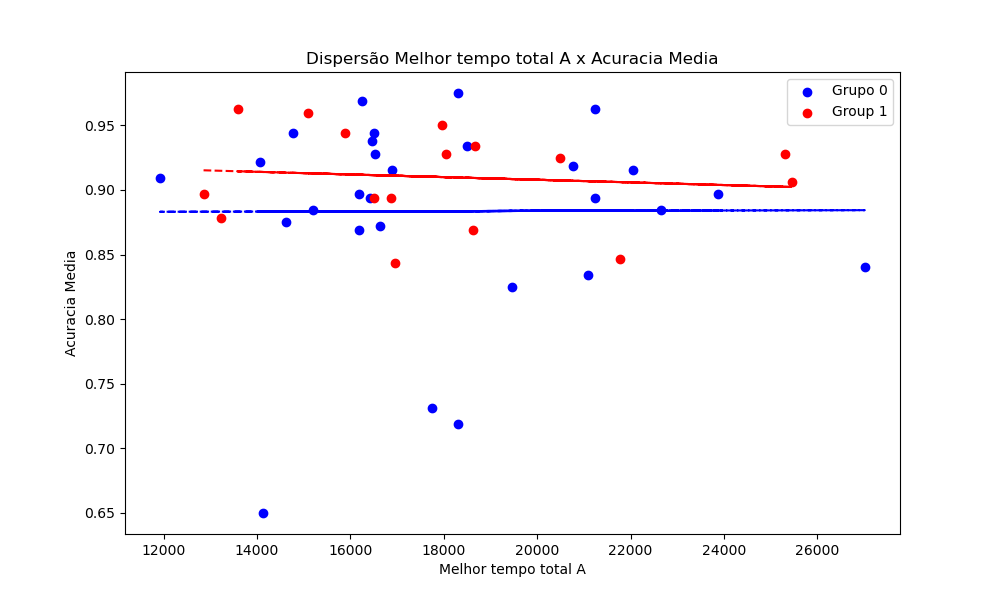 Dispersão Melhor tempo total A x Acuracia Media
Grupo 0
Group 1
Acuracia Media
0.95
0.90
0.85
0.80
0.75
0.70
0.65
12000 14000 16000 18000 20000 22000 24000 26000
Melhor tempo total A